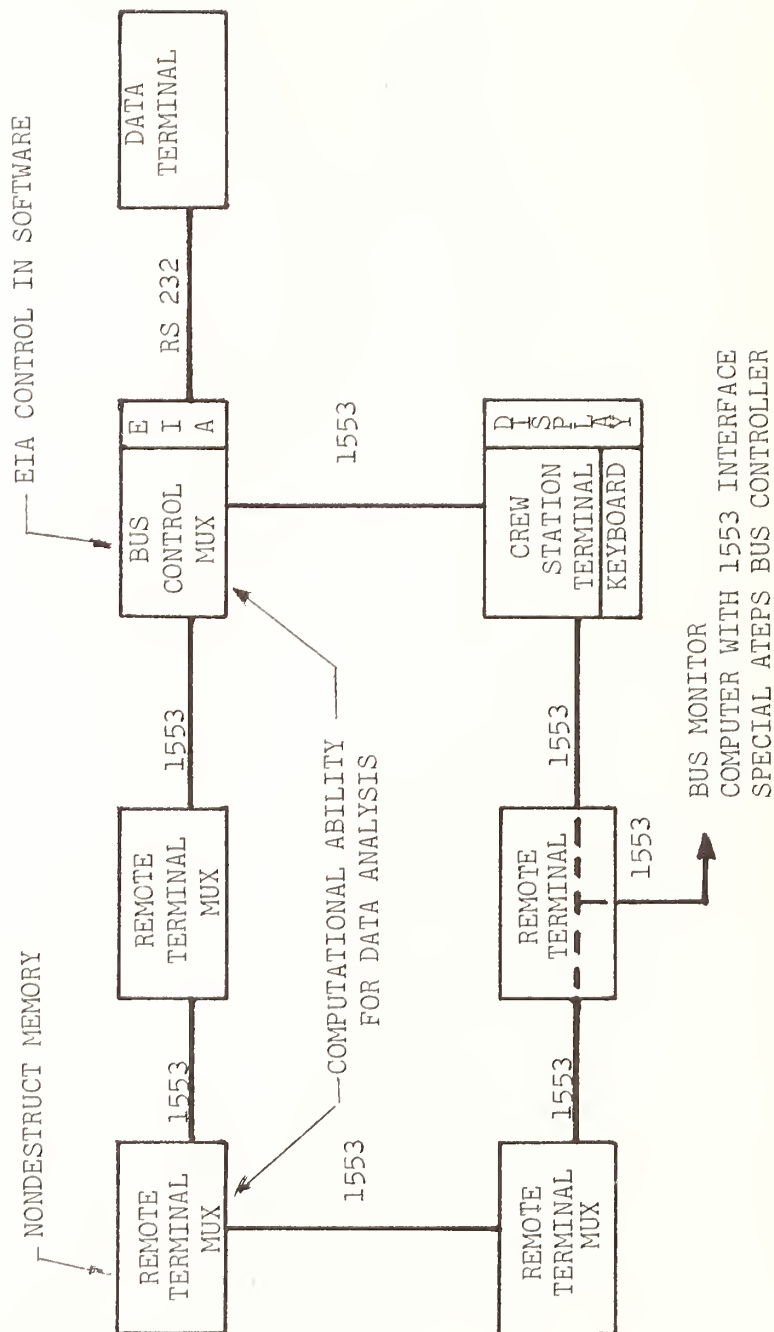 NONDESTRUCT MEMORY
EIA CONTROL IN SOFTWARE
REMOTE
TERMINAL
MUX
1553
REMOTE
TERMINAL
MUX
1553
BUS
CONTROL
MUX
E
I
A
RS 232
DATA
TERMINAL
COMPUTATIONAL ABILITY
FOR DATA ANALYSIS
1553
1553
REMOTE
TERMINAL
MUX
1553
REMOTE
TERMINAL
1553
CREW
STATION
TERMINAL
KEYBOARD
D
I
S
P
L
A
Y
1553
BUS MONITOR
COMPUTER WITH 1553 INTERFACE
SPECIAL ATEPS BUS CONTROLLER